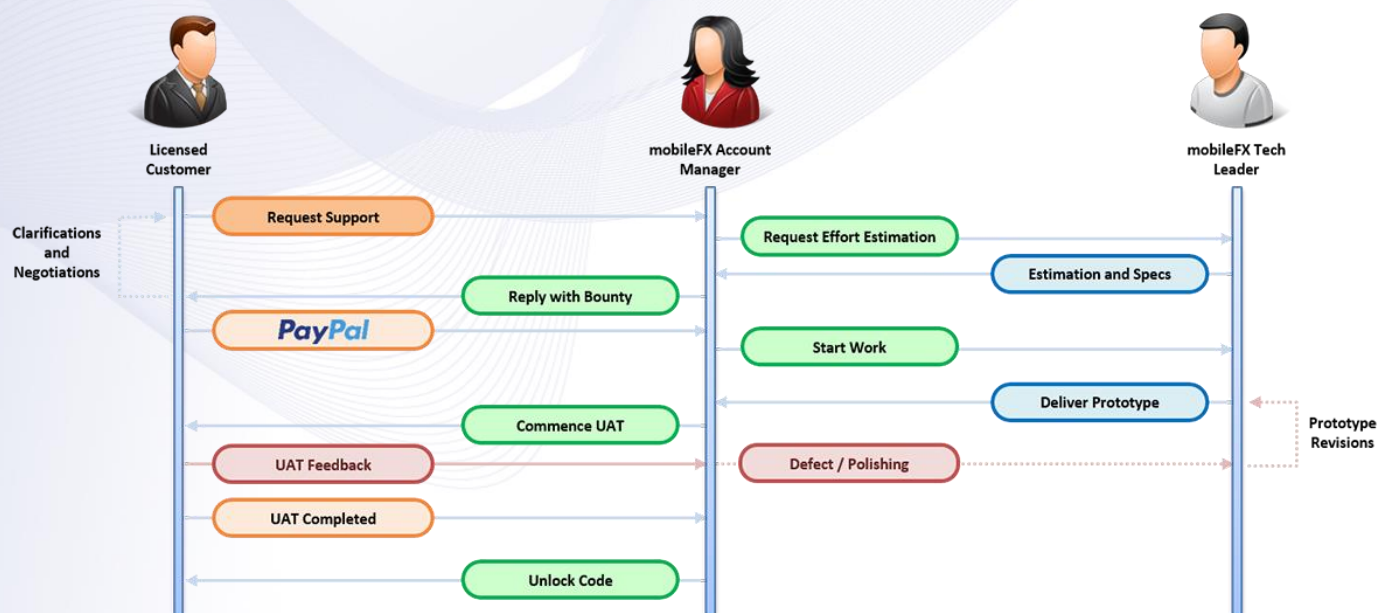 Licensed
Customer
mobileFX Account
Manager
mobileFX Tech
Leader
Request Support
Clarifications
and
Negotiations
Request Effort Estimation
Estimation and Specs
Reply with Bounty
PayPal
Start Work
Deliver Prototype
Commence UAT
Prototype
Revisions
UAT Feedback
Defect / Polishing
UAT Completed
Unlock Code